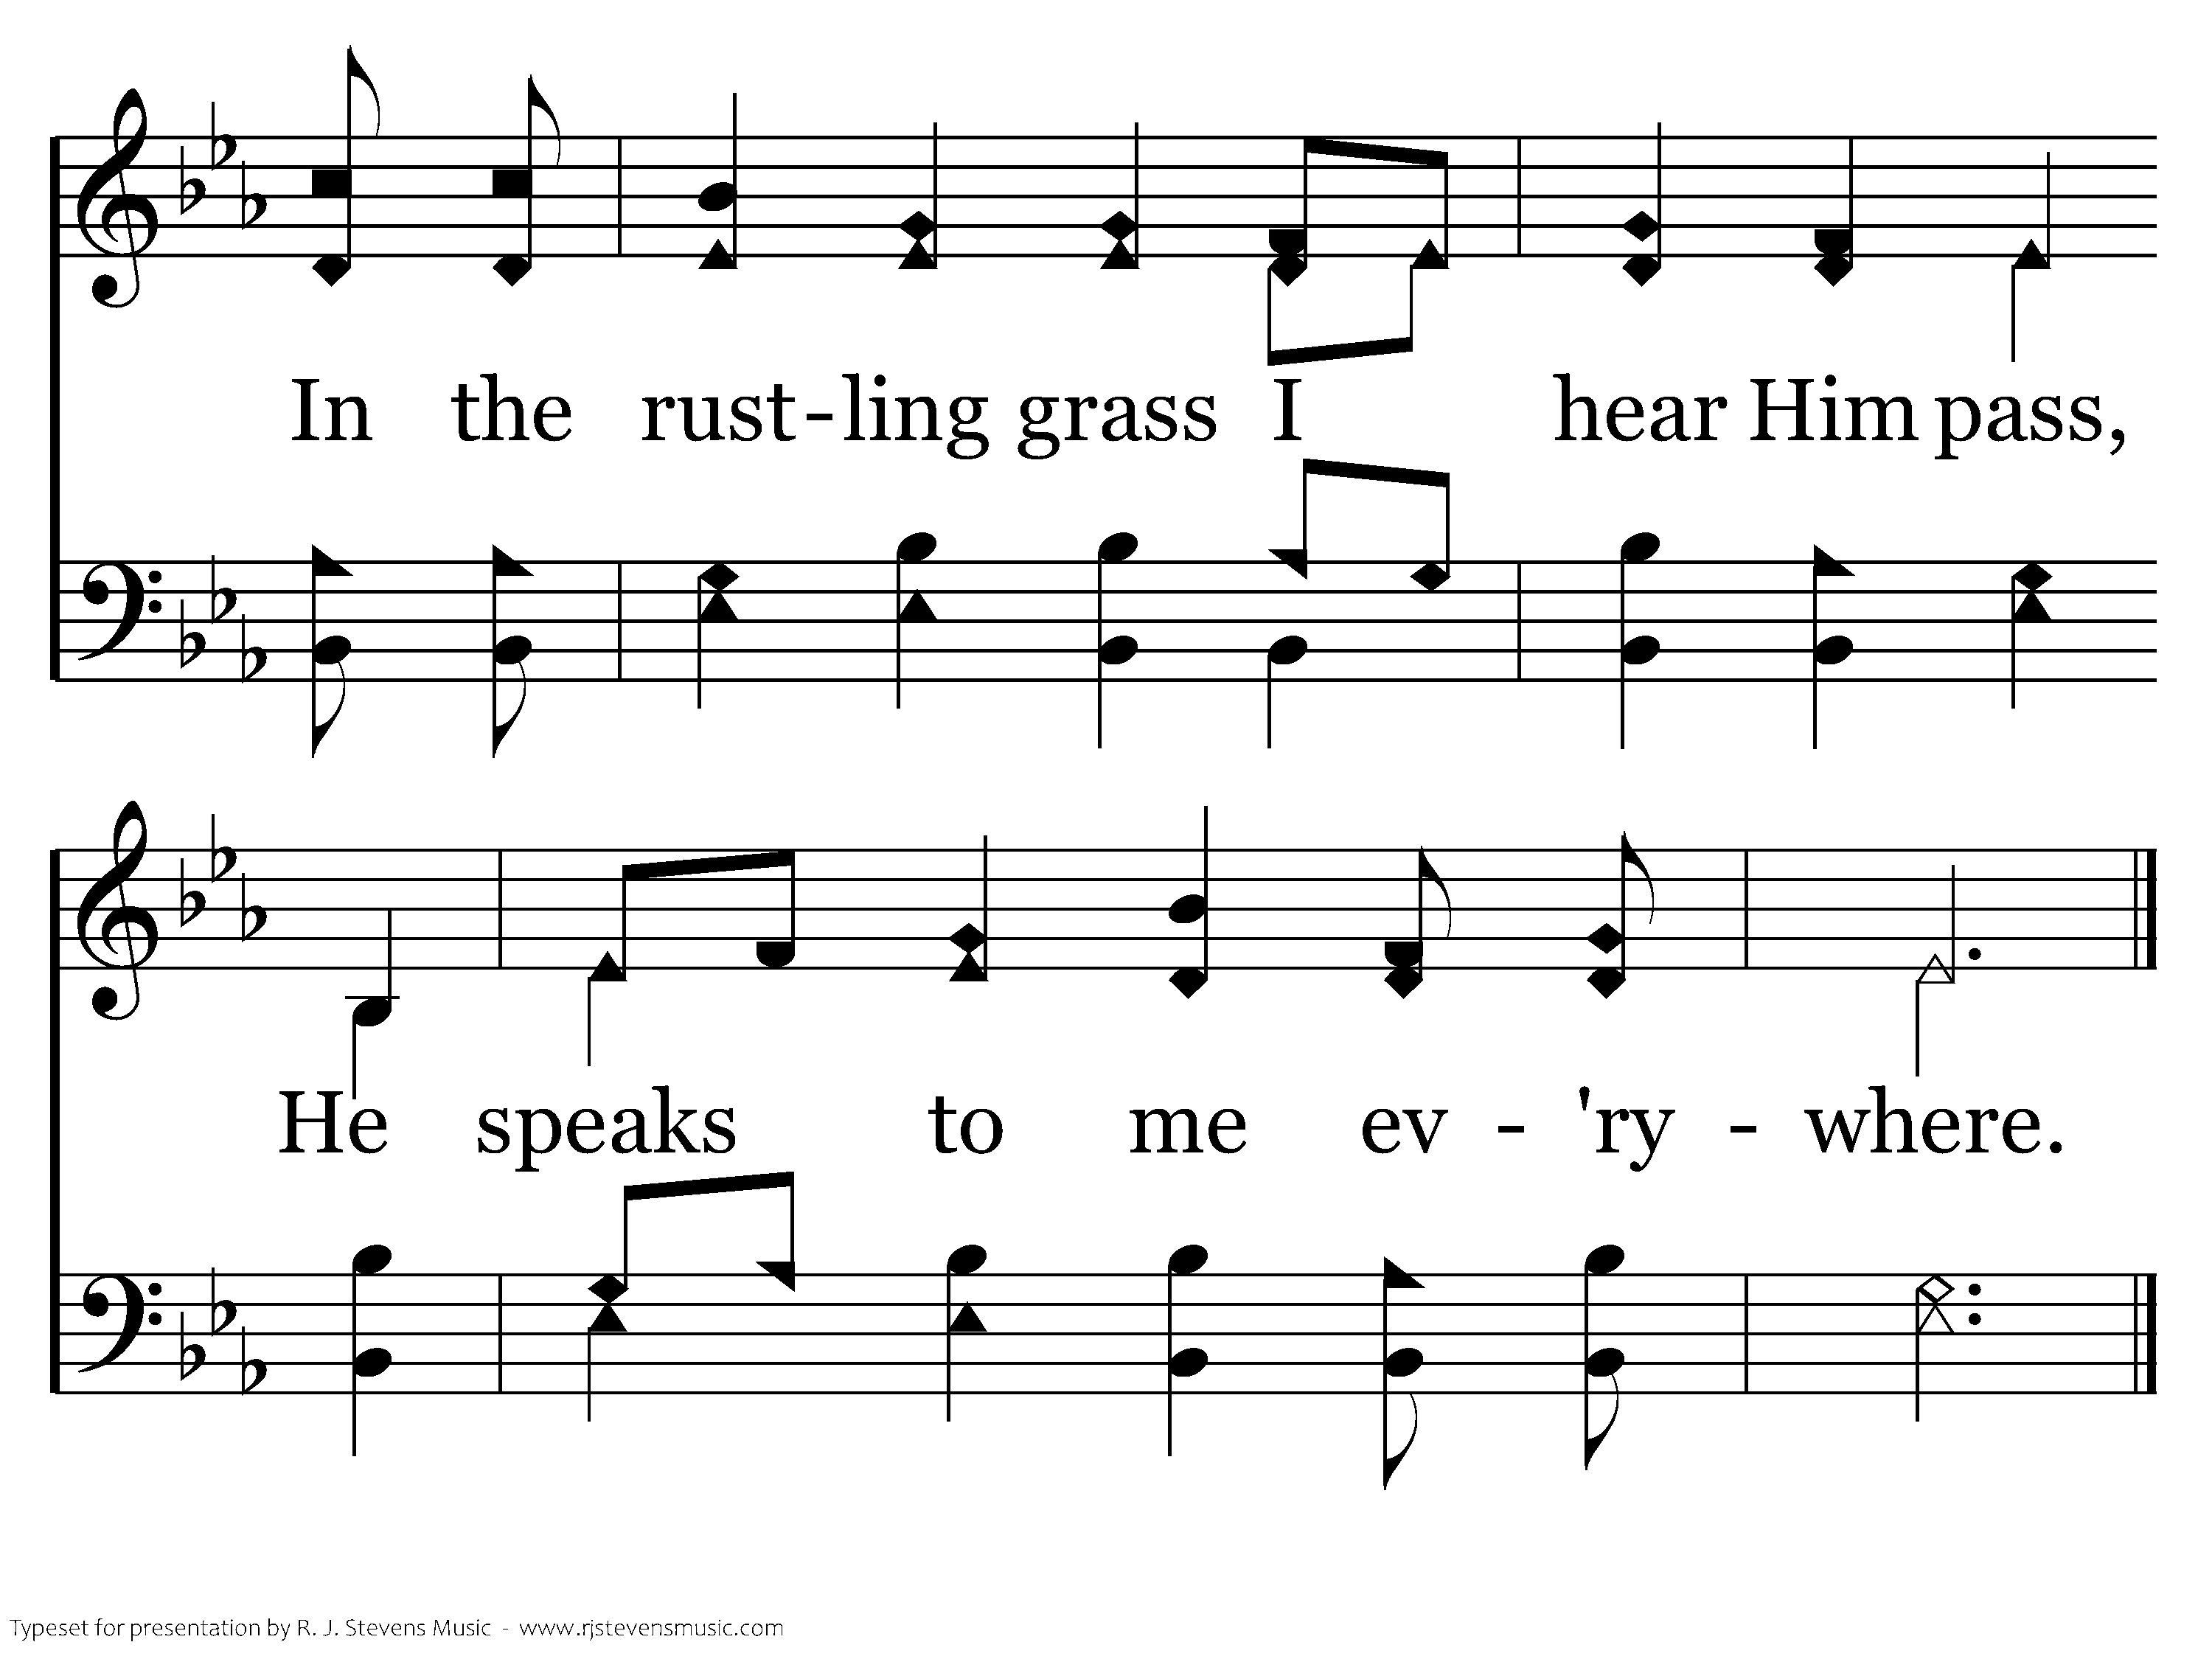 In the rust-ling grass I hear Him pass,
He speaks to me ev - 'ry - where.
Typeset for presentation by R. J. Stevens Music - www.rjstevensmusic.com